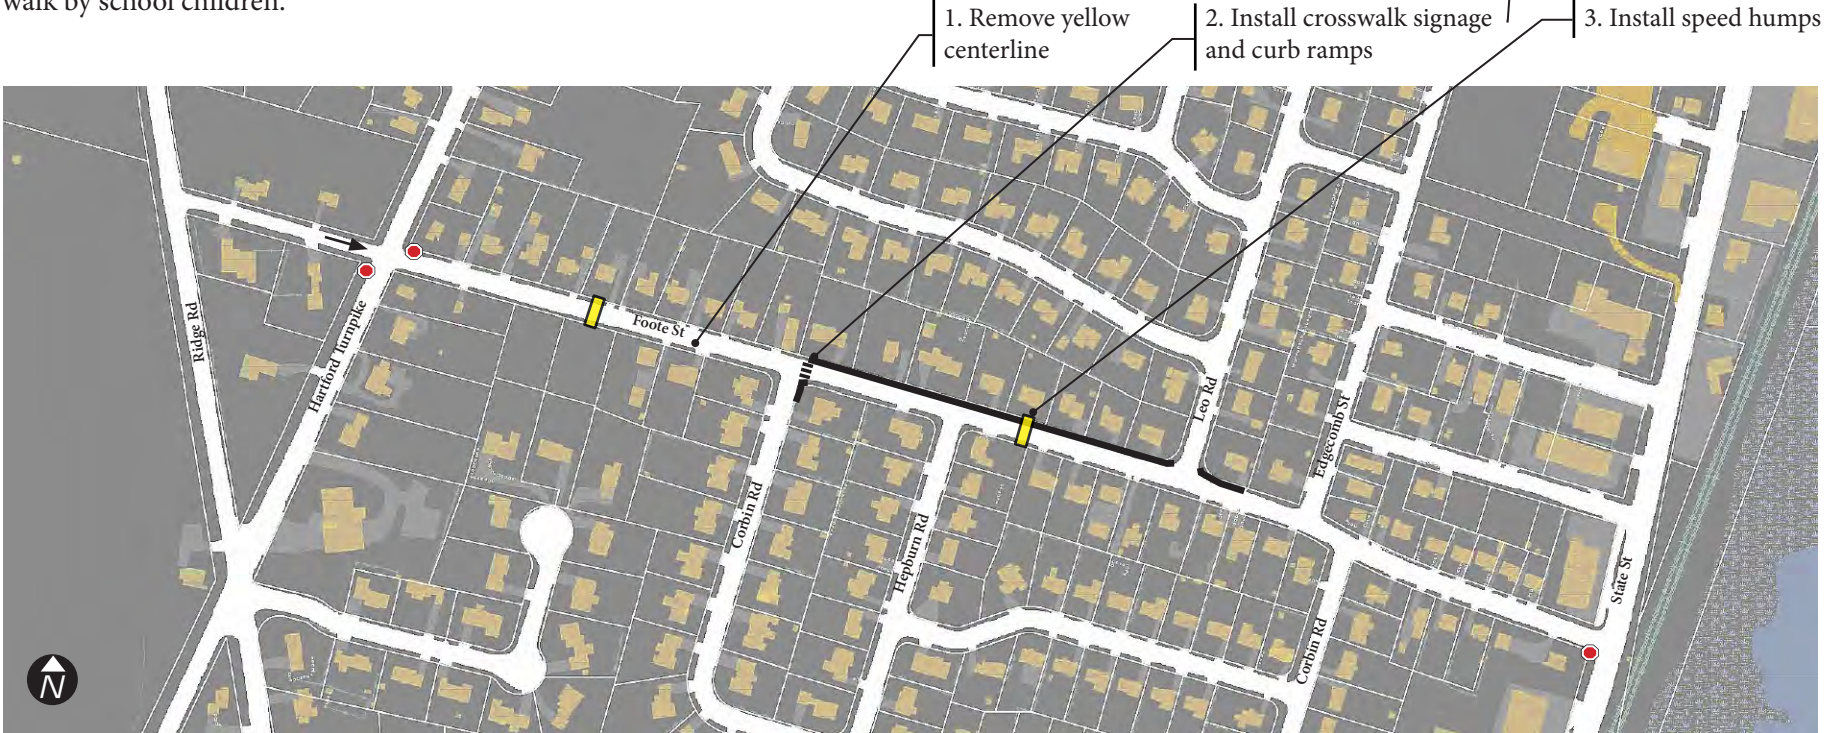 walk by school children.
1. Remove yellow
centerline
2. Install crosswalk signage
and curb ramps
3. Install speed humps
Ridge Rd
Hartford Turnpike
Foote St
Corbin Rd
Hepburn Rd
Leo Rd
Edgecomb St
Corbin Rd
State St
N